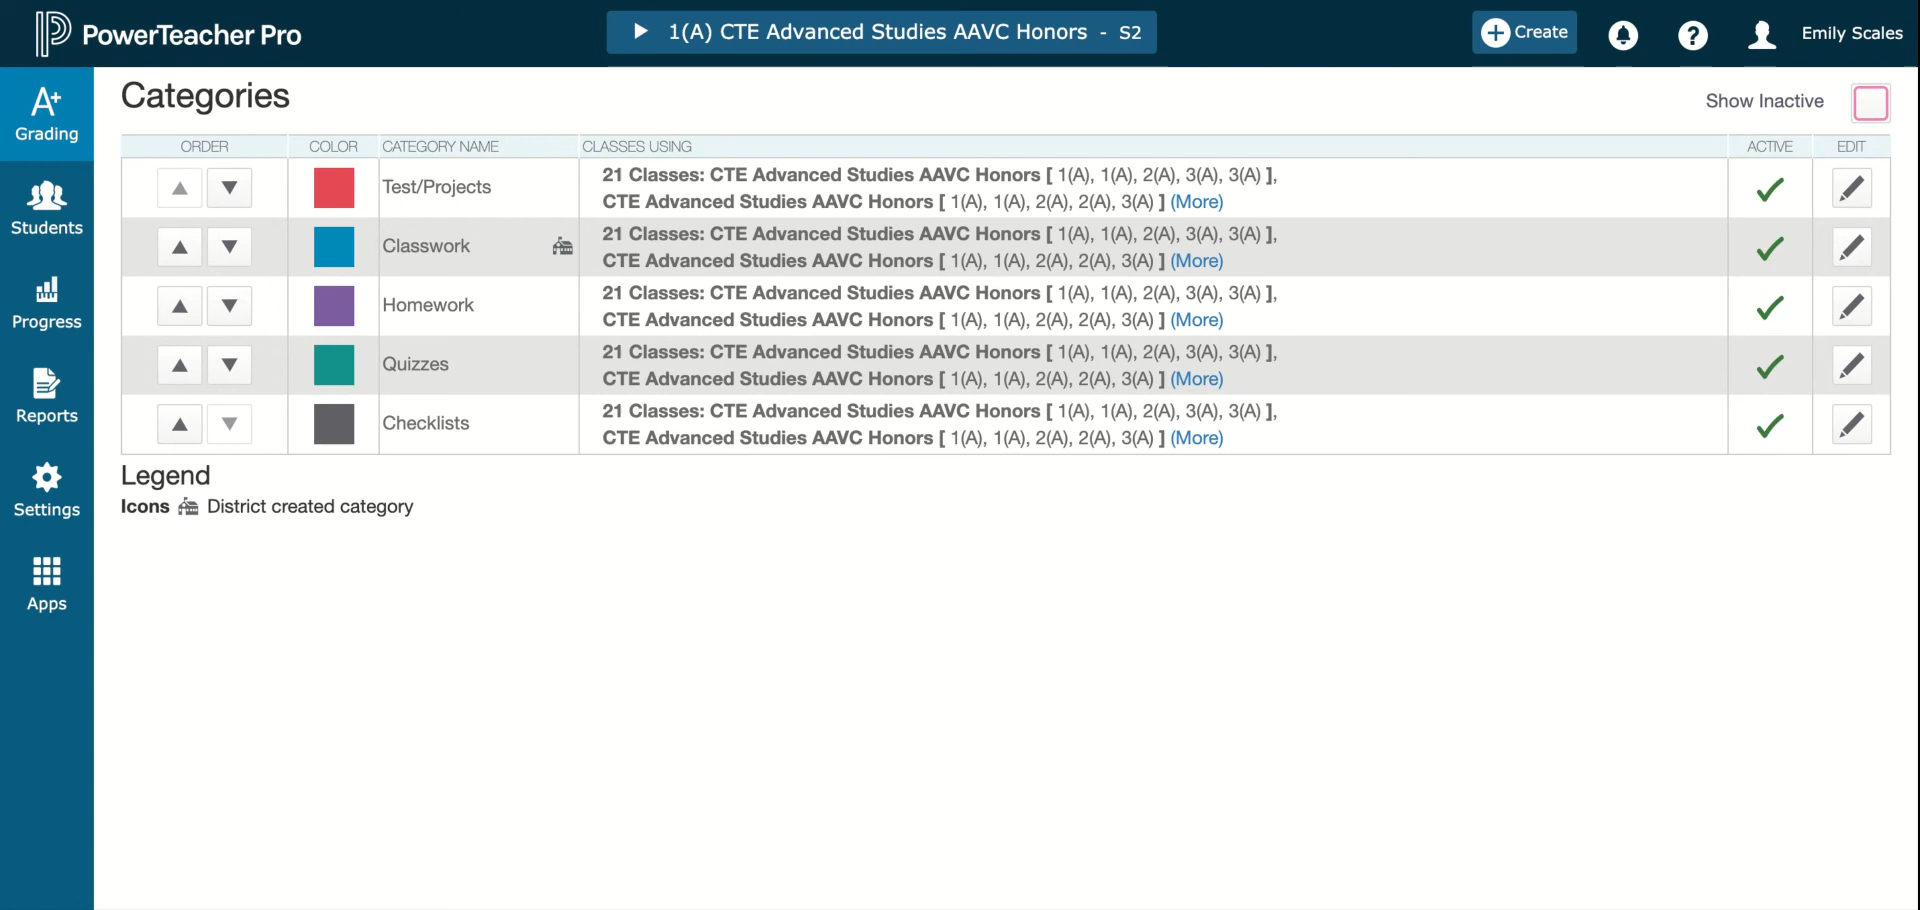 PowerTeacher Pro
1(A) CTE Advanced Studies AAVC Honors - S2
Create
Emily Scales
Grading
Students
Progress
Reports
Settings
Apps
Categories
Show Inactive
ORDER COLOR CATEGORY NAME CLASSES USING ACTIVE EDIT
Test/Projects
21 Classes: CTE Advanced Studies AAVC Honors [ 1(A), 1(A), 2(A), 3(A), 3(A) ],
CTE Advanced Studies AAVC Honors [ 1(A), 1(A), 2(A), 2(A), 3(A) ] (More)
Classwork
21 Classes: CTE Advanced Studies AAVC Honors [ 1(A), 1(A), 2(A), 3(A), 3(A) ],
CTE Advanced Studies AAVC Honors [ 1(A), 1(A), 2(A), 2(A), 3(A) ] (More)
Homework
21 Classes: CTE Advanced Studies AAVC Honors [ 1(A), 1(A), 2(A), 3(A), 3(A) ],
CTE Advanced Studies AAVC Honors [ 1(A), 1(A), 2(A), 2(A), 3(A) ] (More)
Quizzes
21 Classes: CTE Advanced Studies AAVC Honors [ 1(A), 1(A), 2(A), 3(A), 3(A) ],
CTE Advanced Studies AAVC Honors [ 1(A), 1(A), 2(A), 2(A), 3(A) ] (More)
Checklists
21 Classes: CTE Advanced Studies AAVC Honors [ 1(A), 1(A), 2(A), 3(A), 3(A) ],
CTE Advanced Studies AAVC Honors [ 1(A), 1(A), 2(A), 2(A), 3(A) ] (More)
Legend
Icons District created category